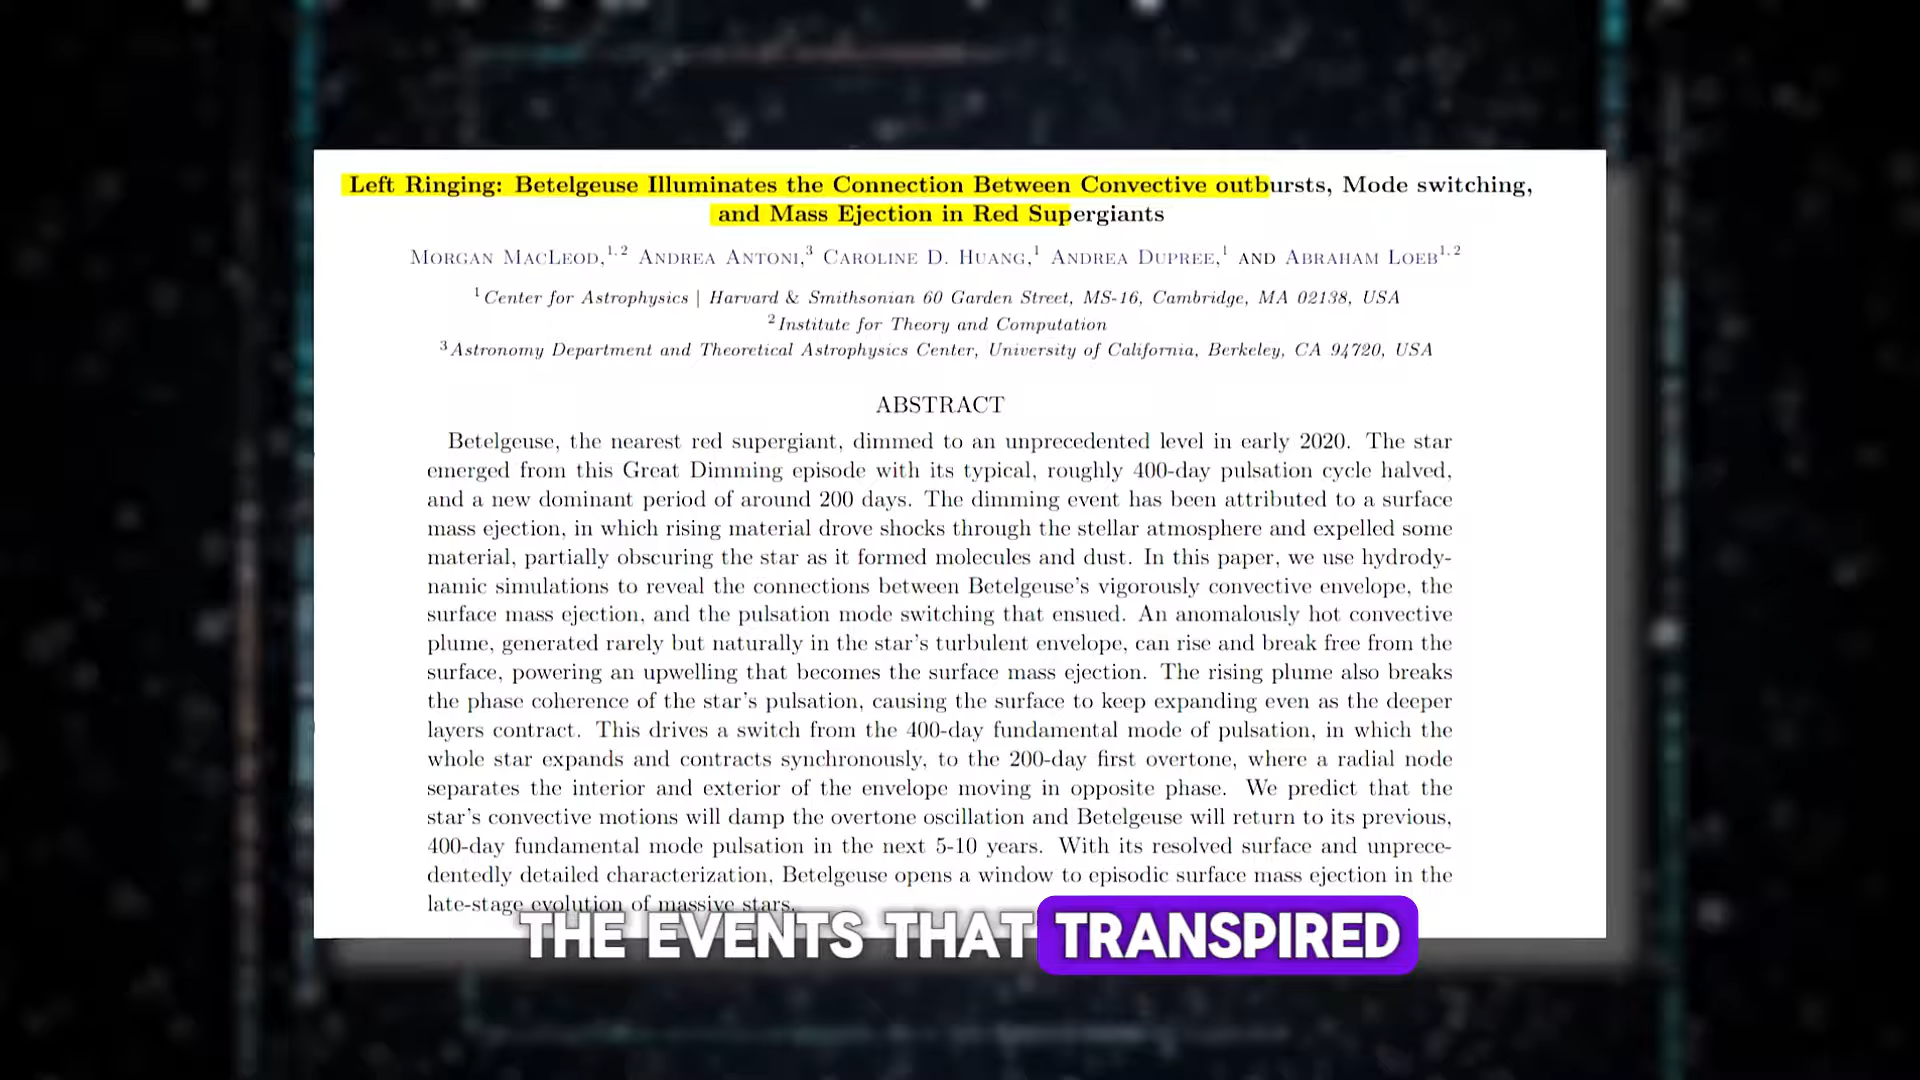 Left Ringing: Betelgeuse Illuminates the Connection Between Convective outbursts, Mode switching,
and Mass Ejection in Red Supergiants
Morgan MacLeod,1,2 Andrea Antoni,3 Caroline D. Huang,1 Andrea Dupree,1 and Abraham Loeb1,2
1Center for Astrophysics | Harvard & Smithsonian 60 Garden Street, MS-16, Cambridge, MA 02138, USA
2Institute for Theory and Computation
3Astronomy Department and Theoretical Astrophysics Center, University of California, Berkeley, CA 94720, USA
ABSTRACT
Betelgeuse, the nearest red supergiant, dimmed to an unprecedented level in early 2020. The star
emerged from this Great Dimming episode with its typical, roughly 400-day pulsation cycle halved,
and a new dominant period of around 200 days. The dimming event has been attributed to a surface
mass ejection, in which rising material drove shocks through the stellar atmosphere and expelled some
material, partially obscuring the star as it formed molecules and dust. In this paper, we use hydrody-
namic simulations to reveal the connections between Betelgeuse's vigorously convective envelope, the
surface mass ejection, and the pulsation mode switching that ensued. An anomalously hot convective
plume, generated rarely but naturally in the star's turbulent envelope, can rise and break free from the
surface, powering an upwelling that becomes the surface mass ejection. The rising plume also breaks
the phase coherence of the star's pulsation, causing the surface to keep expanding even as the deeper
layers contract. This drives a switch from the 400-day fundamental mode of pulsation, in which the
whole star expands and contracts synchronously, to the 200-day first overtone, where a radial node
separates the interior and exterior of the envelope moving in opposite phase. We predict that the
star's convective motions will damp the overtone oscillation and Betelgeuse will return to its previous,
400-day fundamental mode pulsation in the next 5-10 years. With its resolved surface and unprece-
dentedly detailed characterization, Betelgeuse opens a window to episodic surface mass ejection in the
late-stage evolution of massive stars.
THE EVENTS THAT TRANSPIRED